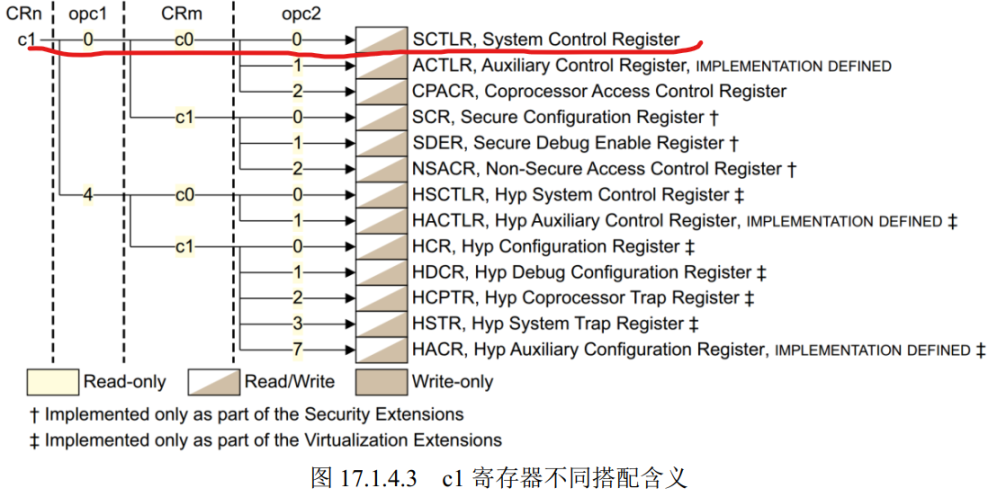 CRn opc1 CRm opc2
c1 0 c0 0 SCTLR, System Control Register
1 ACTLR, Auxiliary Control Register, IMPLEMENTATION DEFINED
2 CPACR, Coprocessor Access Control Register
c1 0 SCR, Secure Configuration Register †
1 SDER, Secure Debug Enable Register †
2 NSACR, Non-Secure Access Control Register †
4 c0 0 HSCTLR, Hyp System Control Register ‡
1 HACTLR, Hyp Auxiliary Control Register, IMPLEMENTATION DEFINED ‡
c1 0 HCR, Hyp Configuration Register ‡
1 HDCR, Hyp Debug Configuration Register ‡
2 HCPTR, Hyp Coprocessor Trap Register ‡
3 HSTR, Hyp System Trap Register ‡
7 HACR, Hyp Auxiliary Configuration Register, IMPLEMENTATION DEFINED ‡
Read-only Read/Write Write-only
† Implemented only as part of the Security Extensions
‡ Implemented only as part of the Virtualization Extensions
图 17.1.4.3 c1 寄存器不同搭配含义